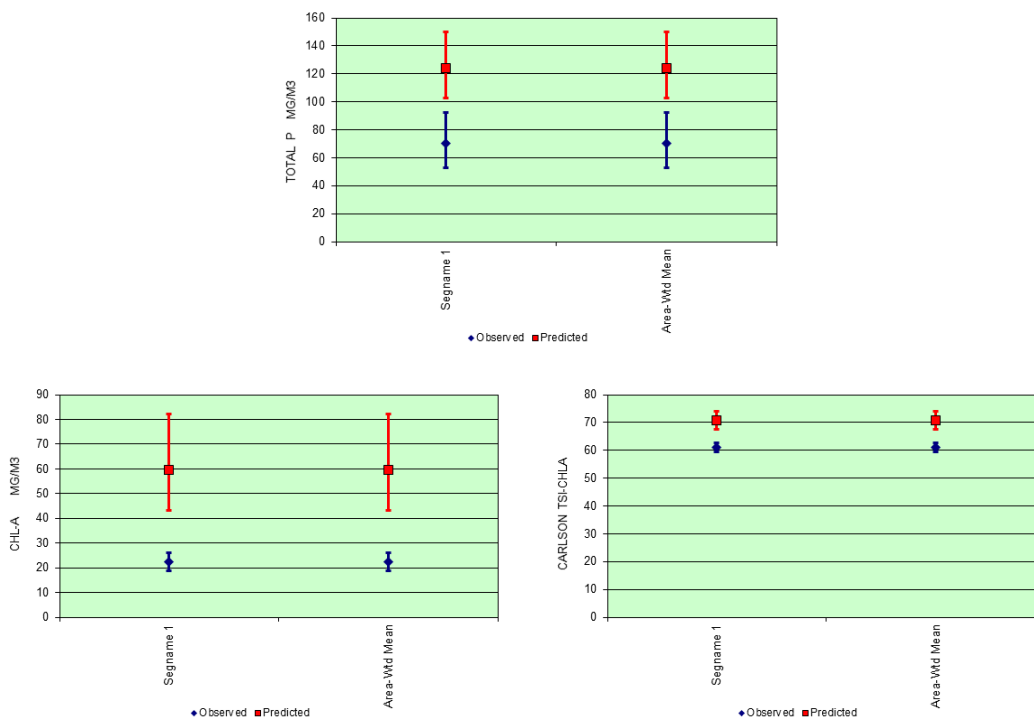 TOTAL P MG/M3
160
140
120
100
80
60
40
20
0
Segname 1
Area-Wtd Mean
Observed Predicted
CHL-A MG/M3
90
80
70
60
50
40
30
20
10
0
Segname 1
Area-Wtd Mean
Observed Predicted
CARLSON TSI-CHLA
80
70
60
50
40
30
20
10
0
Segname 1
Area-Wtd Mean
Observed Predicted